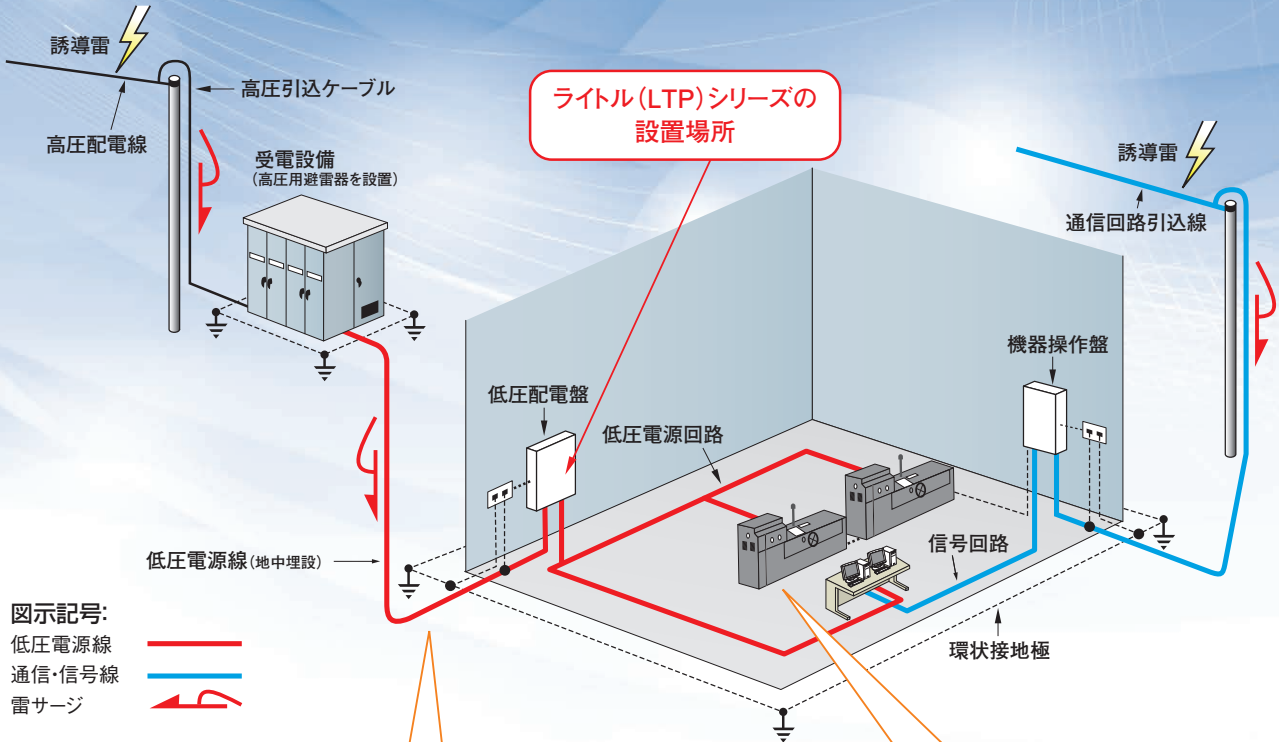 誘導雷
高圧引込ケーブル
高圧配電線
受電設備
(高圧用避雷器を設置)
ライトル(LTP)シリーズの
設置場所
誘導雷
通信回路引込線
機器操作盤
低圧配電盤
低圧電源回路
信号回路
低圧電源線(地中埋設)
環状接地極
図示記号:
低圧電源線
通信・信号線
雷サージ